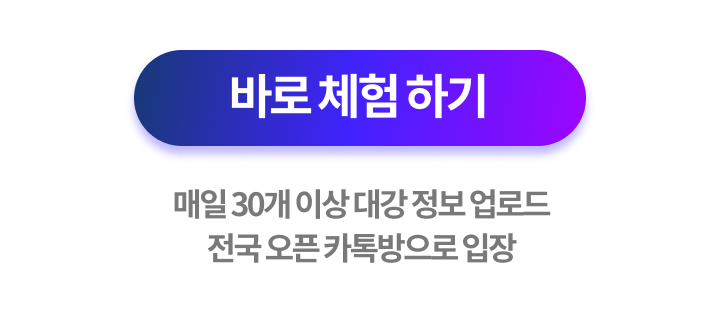 바로 체험 하기
매일 30개 이상 대강 정보 업로드
전국 오픈 카톡방으로 입장